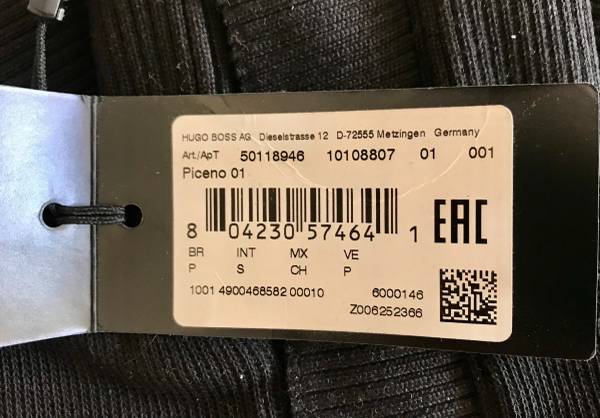 HUGO BOSS AG Dieselstrasse 12 D-72555 Metzingen Germany
Art./ApT 50118946 10108807 01 001
Piceno 01
8 04230 57464 1 EAC
BR INT MX VE
P S CH P
1001 4900468582 00010 6000146
Z006252366